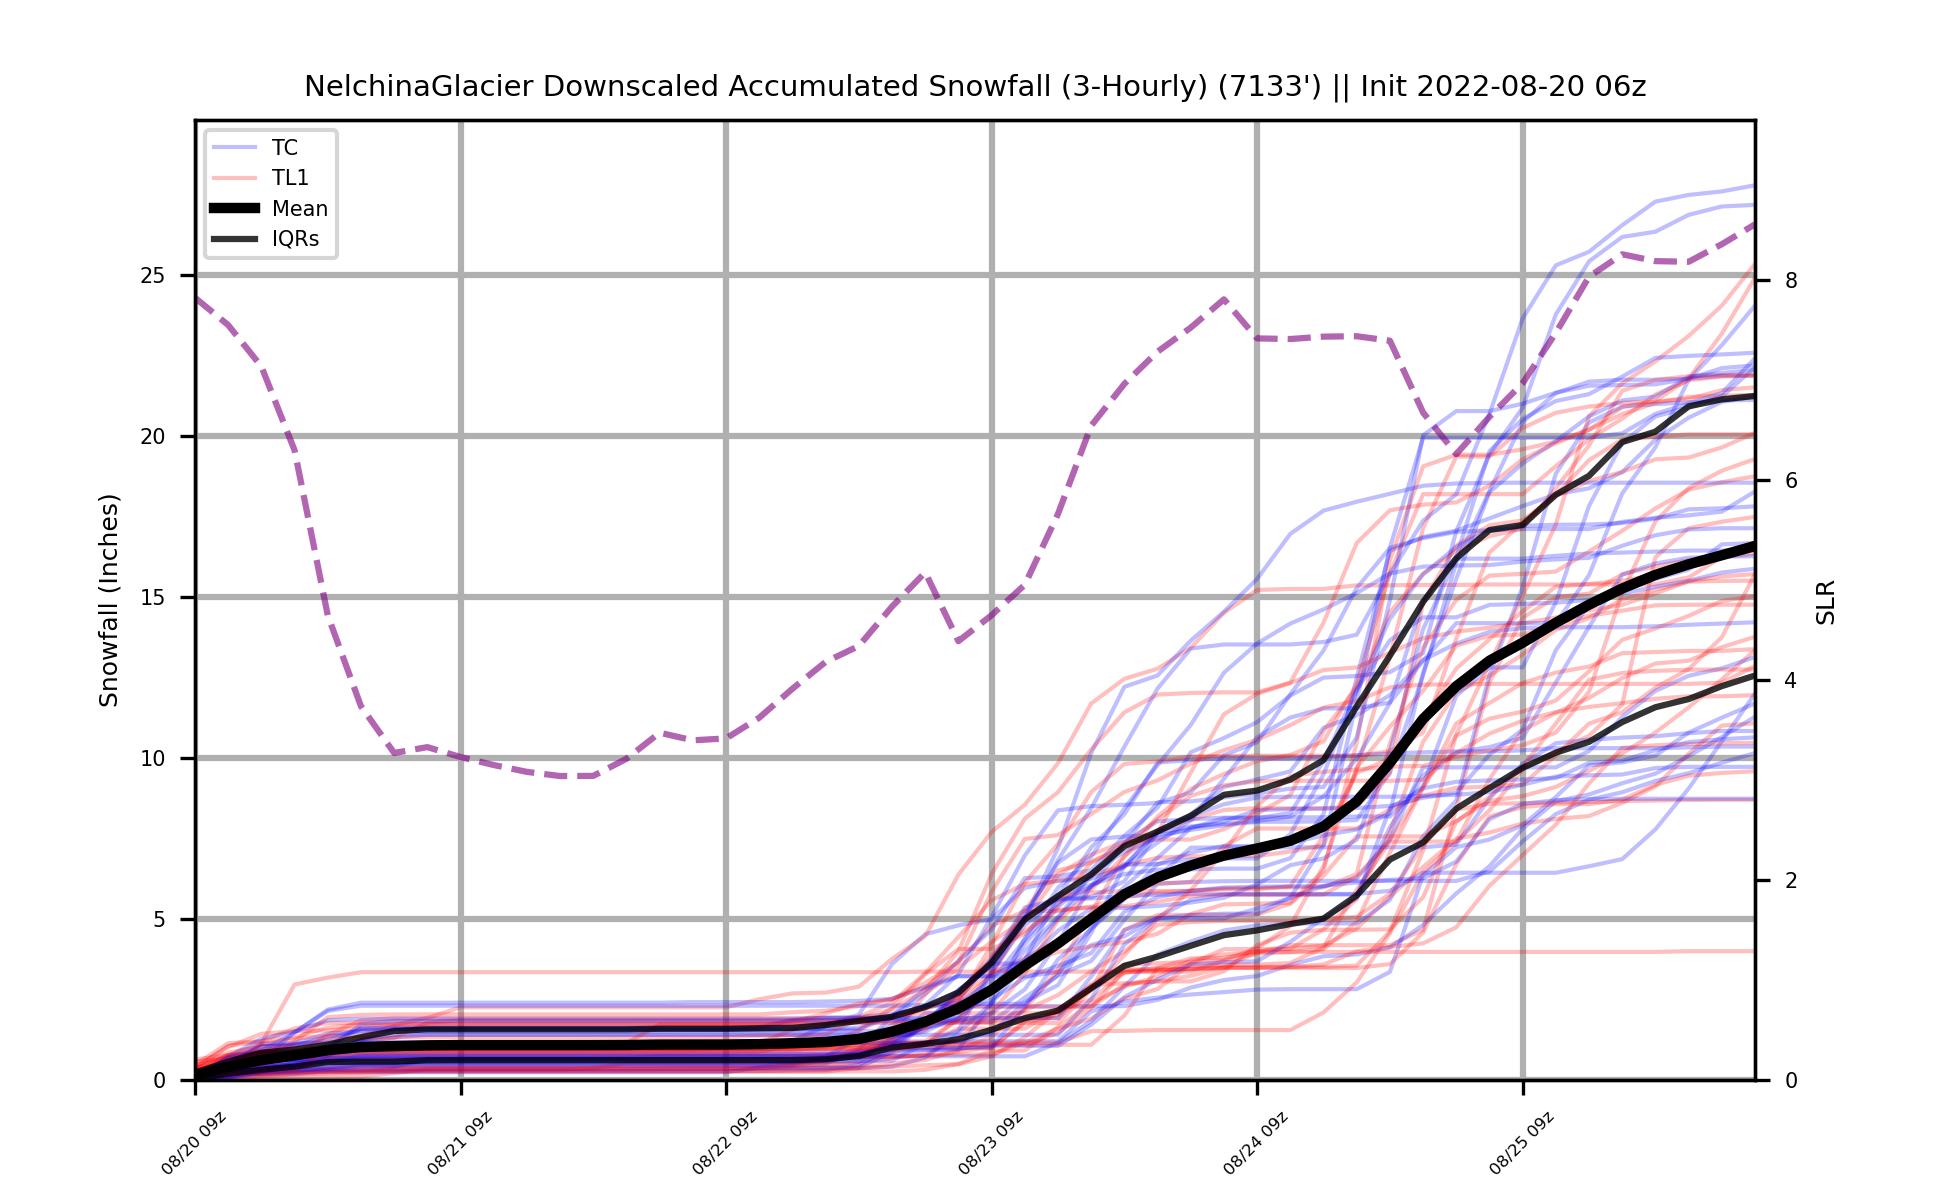 NelchinaGlacier Downscaled Accumulated Snowfall (3-Hourly) (7133') || Init 2022-08-20 06z
TC
TL1
Mean
IQRs
25
20
15
10
5
0
Snowfall (Inches)
8
6
4
2
0
SLR
08/20 09z
08/21 09z
08/22 09z
08/23 09z
08/24 09z
08/25 09z